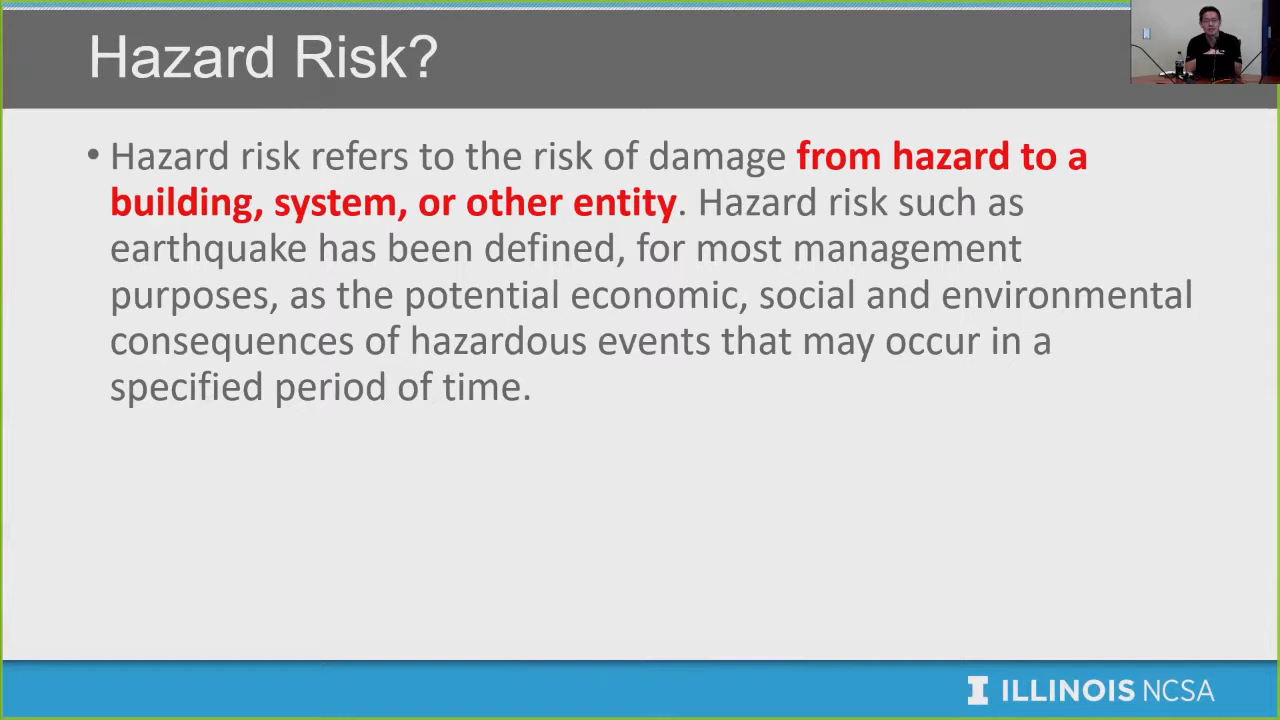 Hazard Risk?
• Hazard risk refers to the risk of damage from hazard to a
building, system, or other entity. Hazard risk such as
earthquake has been defined, for most management
purposes, as the potential economic, social and environmental
consequences of hazardous events that may occur in a
specified period of time.
I ILLINOIS NCSA